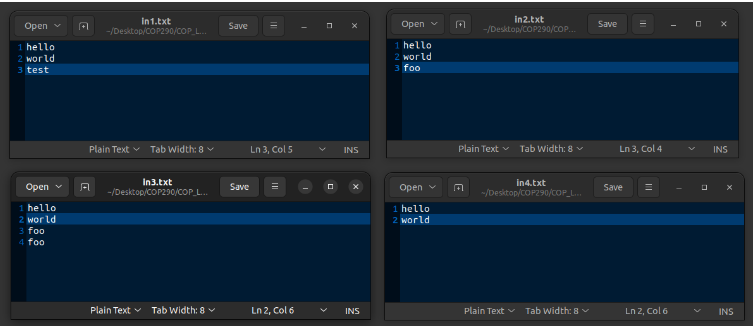 Open in1.txt Save
~/Desktop/COP290/COP_L...
1 hello
2 world
3 test
Plain Text Tab Width: 8 Ln 3, Col 5 INS
Open in2.txt Save
~/Desktop/COP290/COP_...
1 hello
2 world
3 foo
Plain Text Tab Width: 8 Ln 3, Col 4 INS
Open in3.txt Save
~/Desktop/COP290/COP_L...
1 hello
2 world
3 foo
4 foo
Plain Text Tab Width: 8 Ln 2, Col 6 INS
Open in4.txt Save
~/Desktop/COP290/COP_L...
1 hello
2 world
Plain Text Tab Width: 8 Ln 2, Col 6 INS